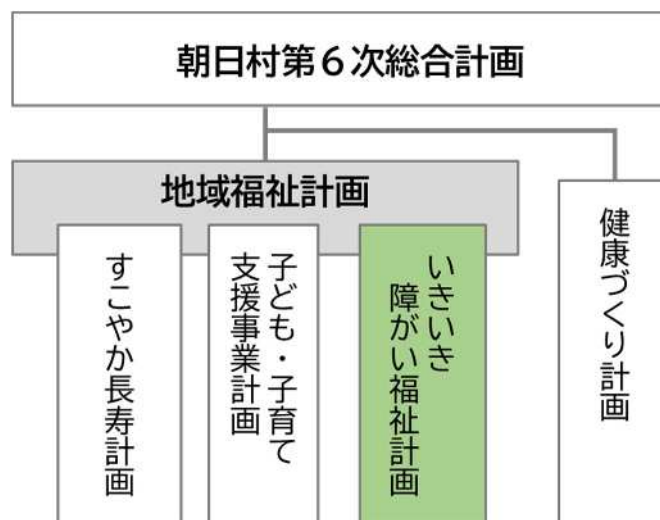 朝日村第６次総合計画
地域福祉計画
すこやか長寿計画
子ども・子育て
支援事業計画
いきいき
障がい福祉計画
健康づくり計画